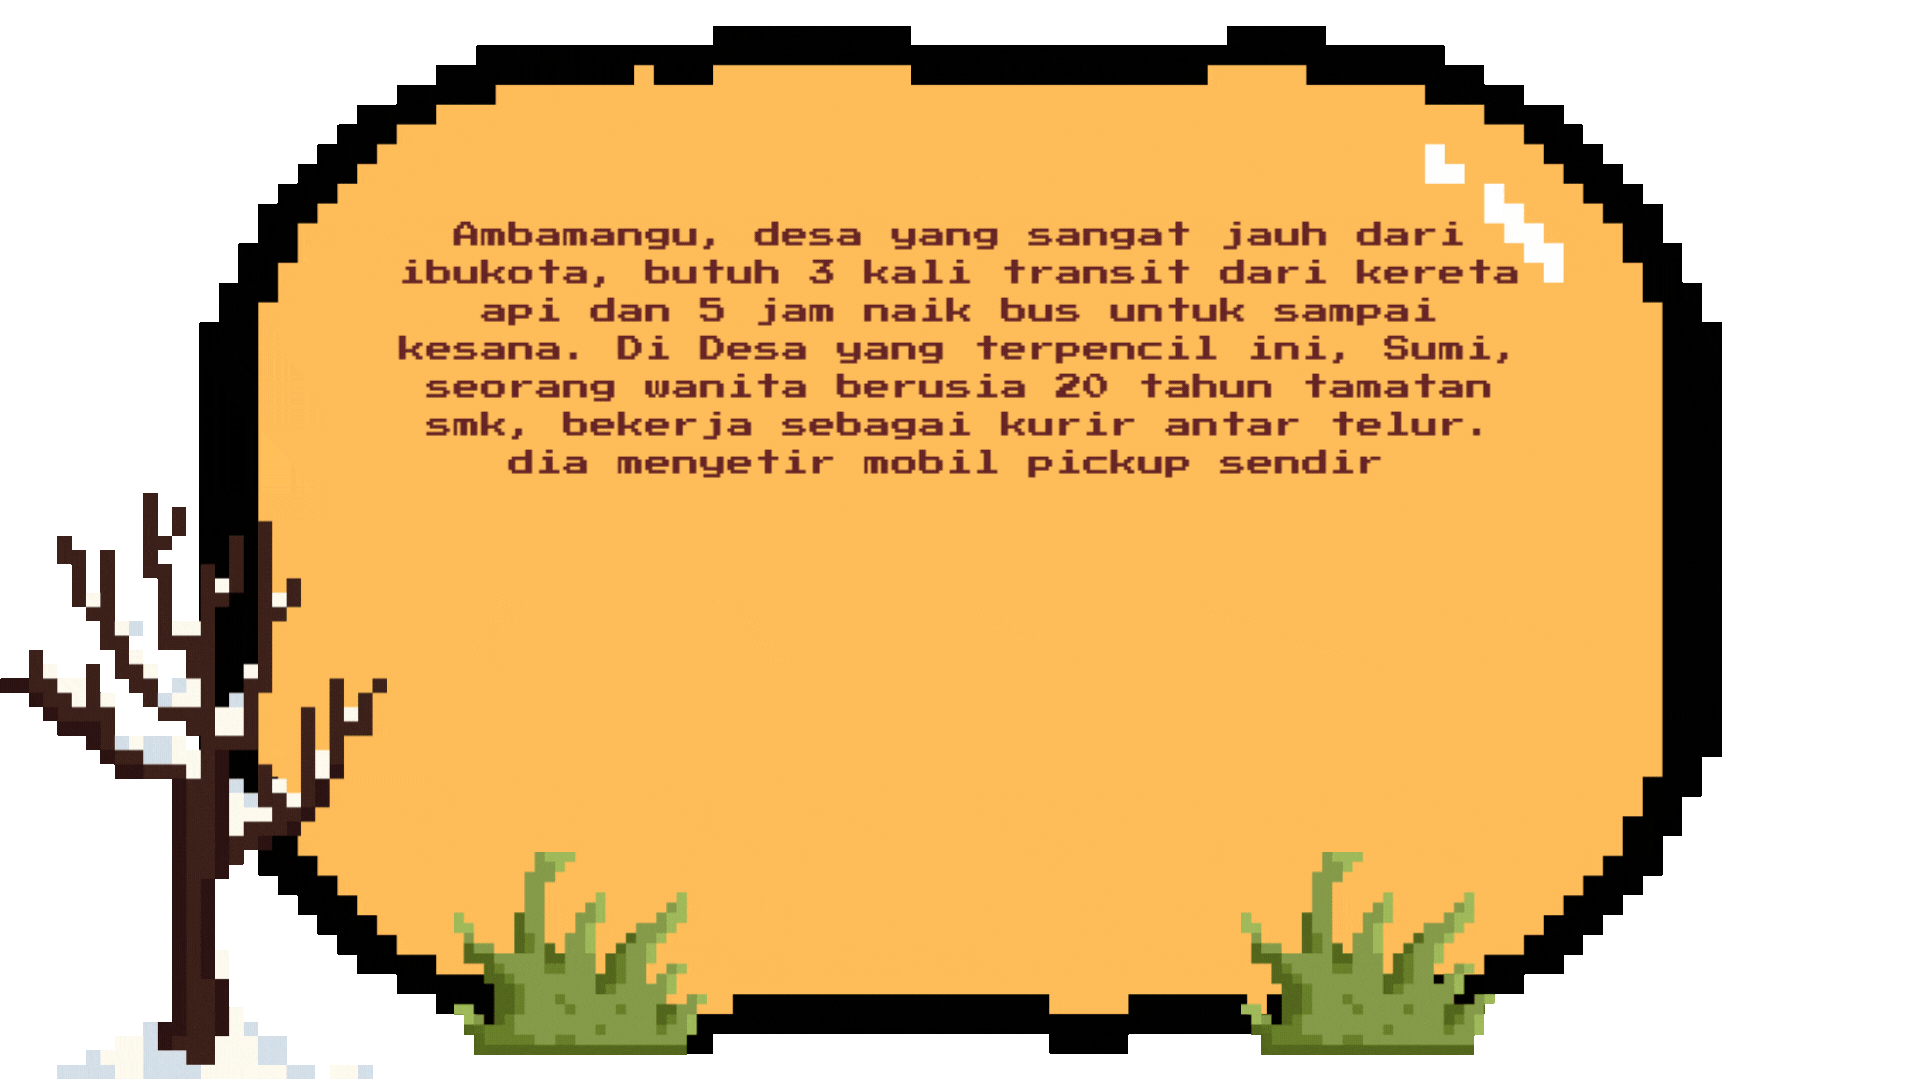 Ambamangu, desa yang sangat jauh dari
ibukota, butuh 3 kali transit dari kereta
api dan 5 jam naik bus untuk sampai
kesana. Di Desa yang terpencil ini, Sumi,
seorang wanita berusia 20 tahun tamatan
smk, bekerja sebagai kurir antar telur.
dia menyetir mobil pickup sendir